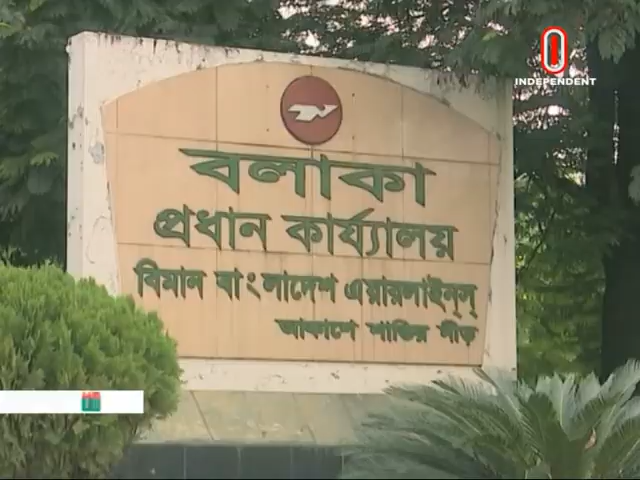 INDEPENDENT
বলাকা
প্রধান কার্য্যালয়
বিমান বাংলাদেশ এয়ারলাইন্স্
আকাশে শান্তির নীড়